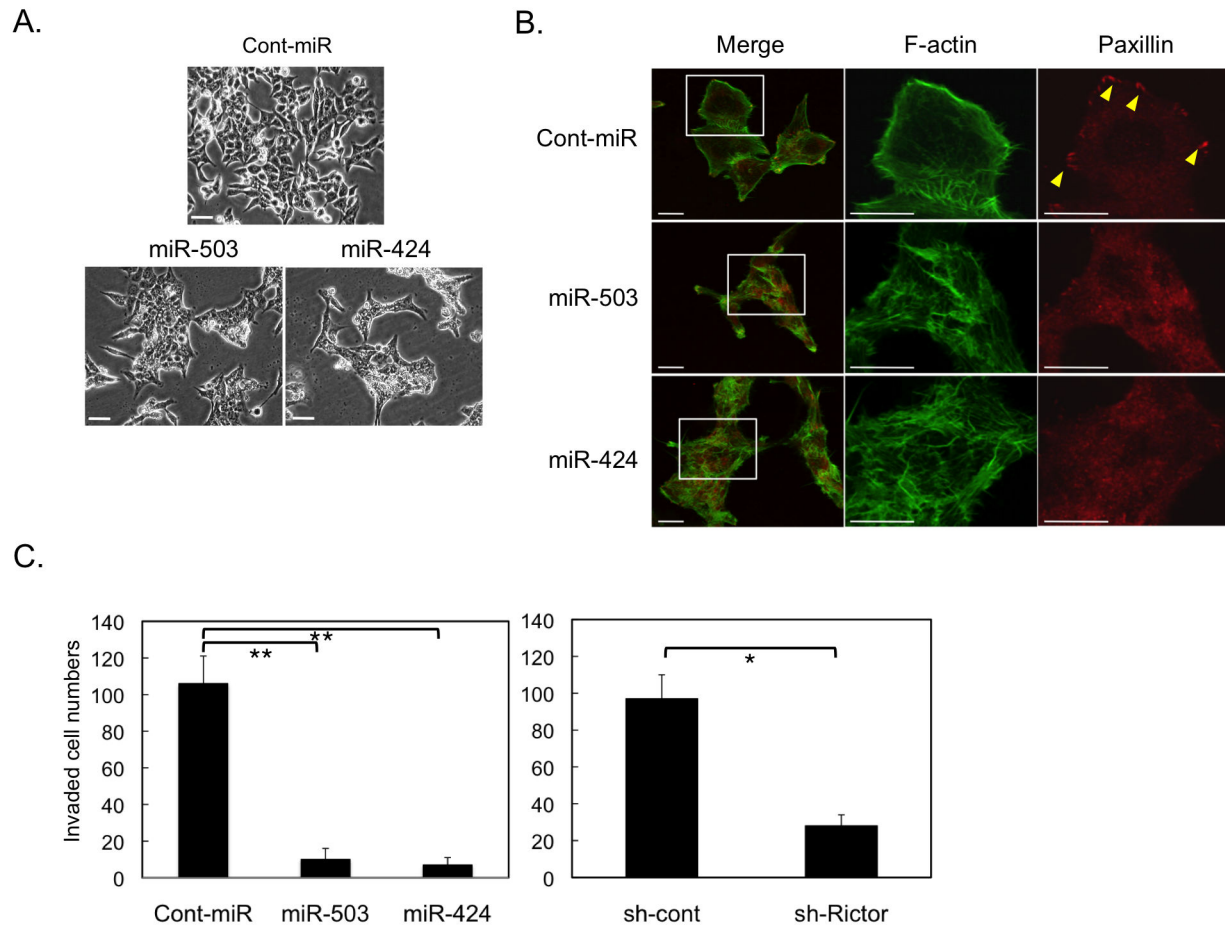 A.
Cont-miR
miR-503 miR-424
B.
Merge F-actin Paxillin
Cont-miR
miR-503
miR-424
C.
Invaded cell numbers
140
120
100
80
60
40
20
0
**
**
Cont-miR miR-503 miR-424
140
120
100
80
60
40
20
0
*
sh-cont sh-Rictor